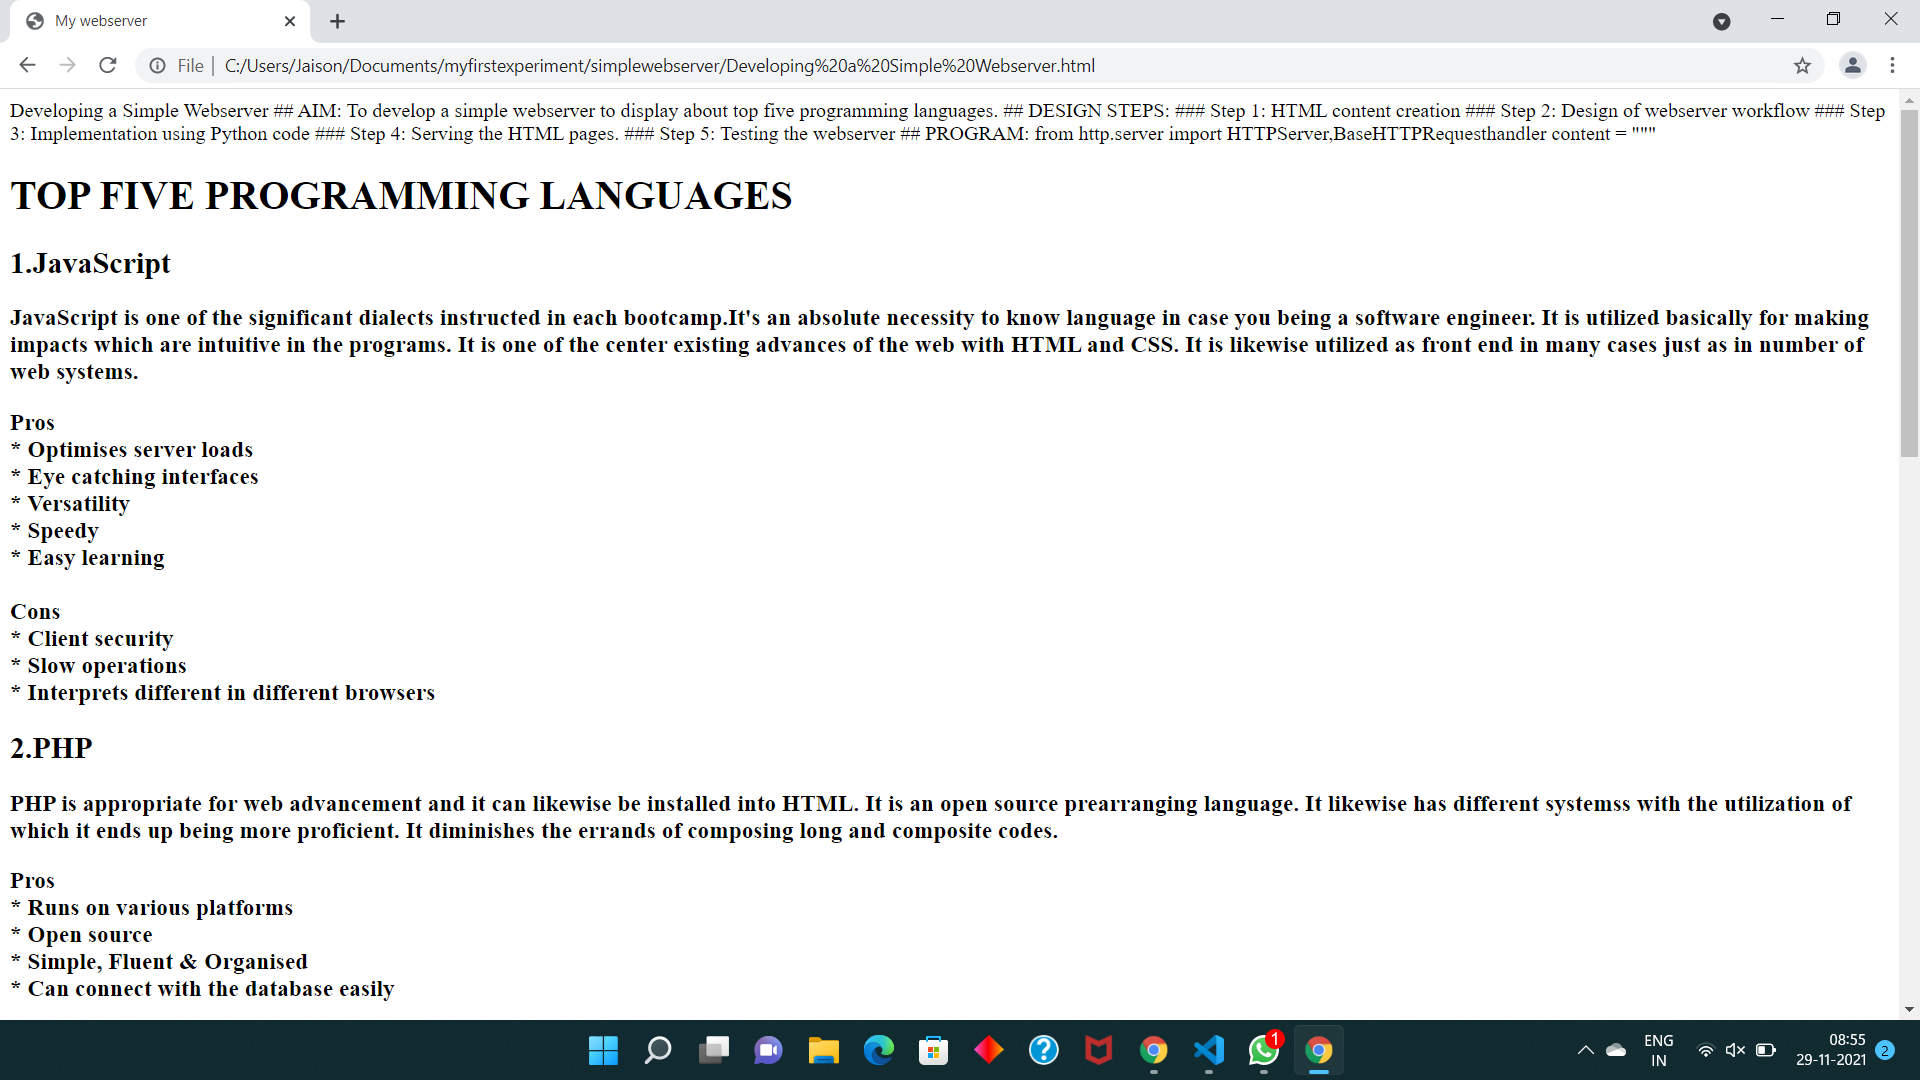 My webserver
File | C:/Users/Jaison/Documents/myfirstexperiment/simplewebserver/Developing%20a%20Simple%20Webserver.html
Developing a Simple Webserver ## AIM: To develop a simple webserver to display about top five programming languages. ## DESIGN STEPS: ### Step 1: HTML content creation ### Step 2: Design of webserver workflow ### Step
3: Implementation using Python code ### Step 4: Serving the HTML pages. ### Step 5: Testing the webserver ## PROGRAM: from http.server import HTTPServer,BaseHTTPRequesthandler content = """
TOP FIVE PROGRAMMING LANGUAGES
1.JavaScript
JavaScript is one of the significant dialects instructed in each bootcamp.It's an absolute necessity to know language in case you being a software engineer. It is utilized basically for making
impacts which are intuitive in the programs. It is one of the center existing advances of the web with HTML and CSS. It is likewise utilized as front end in many cases just as in number of
web systems.
Pros
* Optimises server loads
* Eye catching interfaces
* Versatility
* Speedy
* Easy learning
Cons
* Client security
* Slow operations
* Interprets different in different browsers
2.PHP
PHP is appropriate for web advancement and it can likewise be installed into HTML. It is an open source prearranging language. It likewise has different systemss with the utilization of
which it ends up being more proficient. It diminishes the errands of composing long and composite codes.
Pros
* Runs on various platforms
* Open source
* Simple, Fluent & Organised
* Can connect with the database easily
1
ENG
IN
08:55
29-11-2021
2